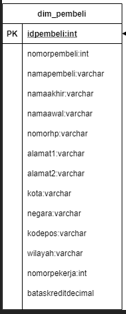 dim_pembeli
PK idpembeli:int
nomorpembeli:int
namapembeli:varchar
namaakhir:varchar
namaawal:varchar
nomorhp:varchar
alamat1:varchar
alamat2:varchar
kota:varchar
negara:varchar
kodepos:varchar
wilayah:varchar
nomorpekerja:int
bataskreditdecimal